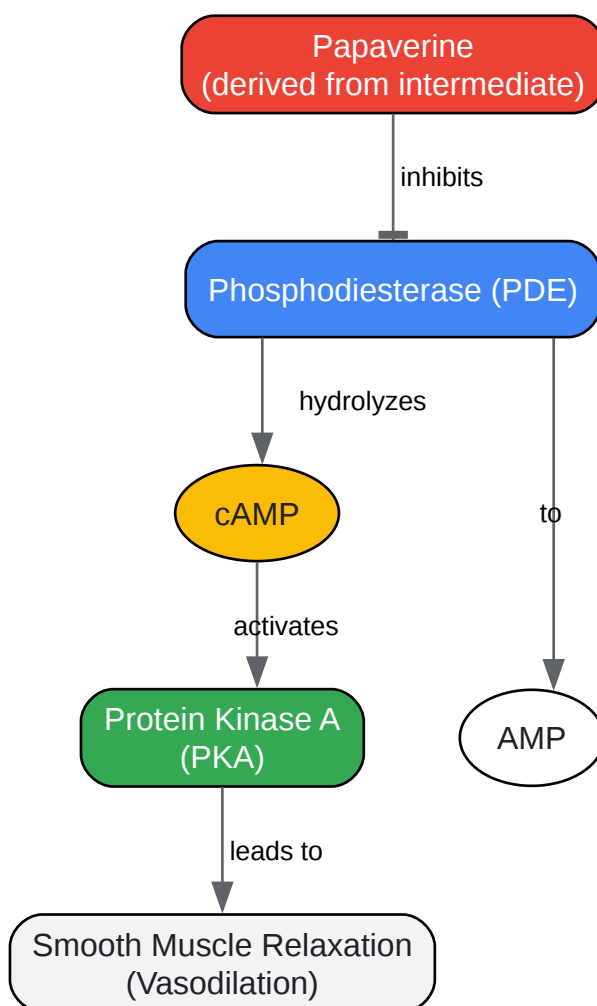 Papaverine
(derived from intermediate)
inhibits
Phosphodiesterase (PDE)
hydrolyzes
cAMP
to
activates
Protein Kinase A
(PKA)
AMP
leads to
Smooth Muscle Relaxation
(Vasodilation)